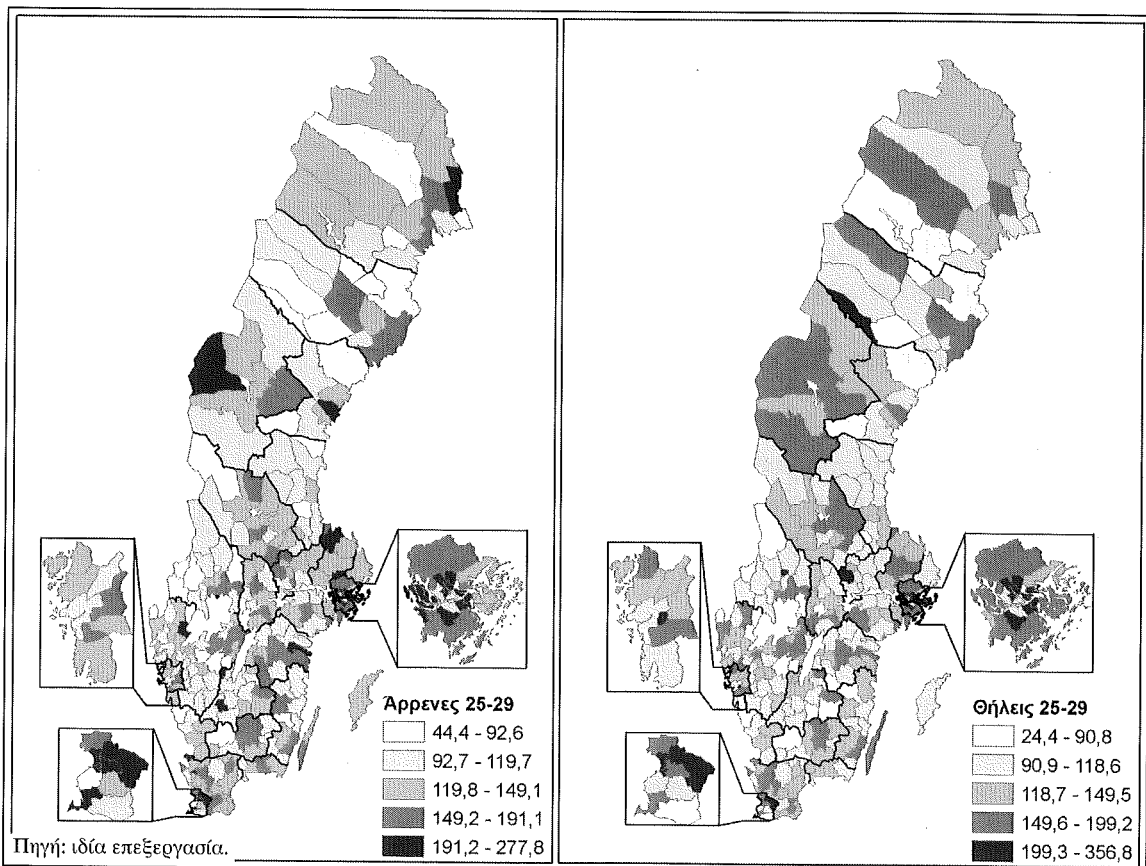 Άρρενες 25-29
44,4 - 92,6
92,7 - 119,7
119,8 - 149,1
149,2 - 191,1
191,2 - 277,8
Πηγή: ιδία επεξεργασία.
Θήλεις 25-29
24,4 - 90,8
90,9 - 118,6
118,7 - 149,5
149,6 - 199,2
199,3 - 356,8